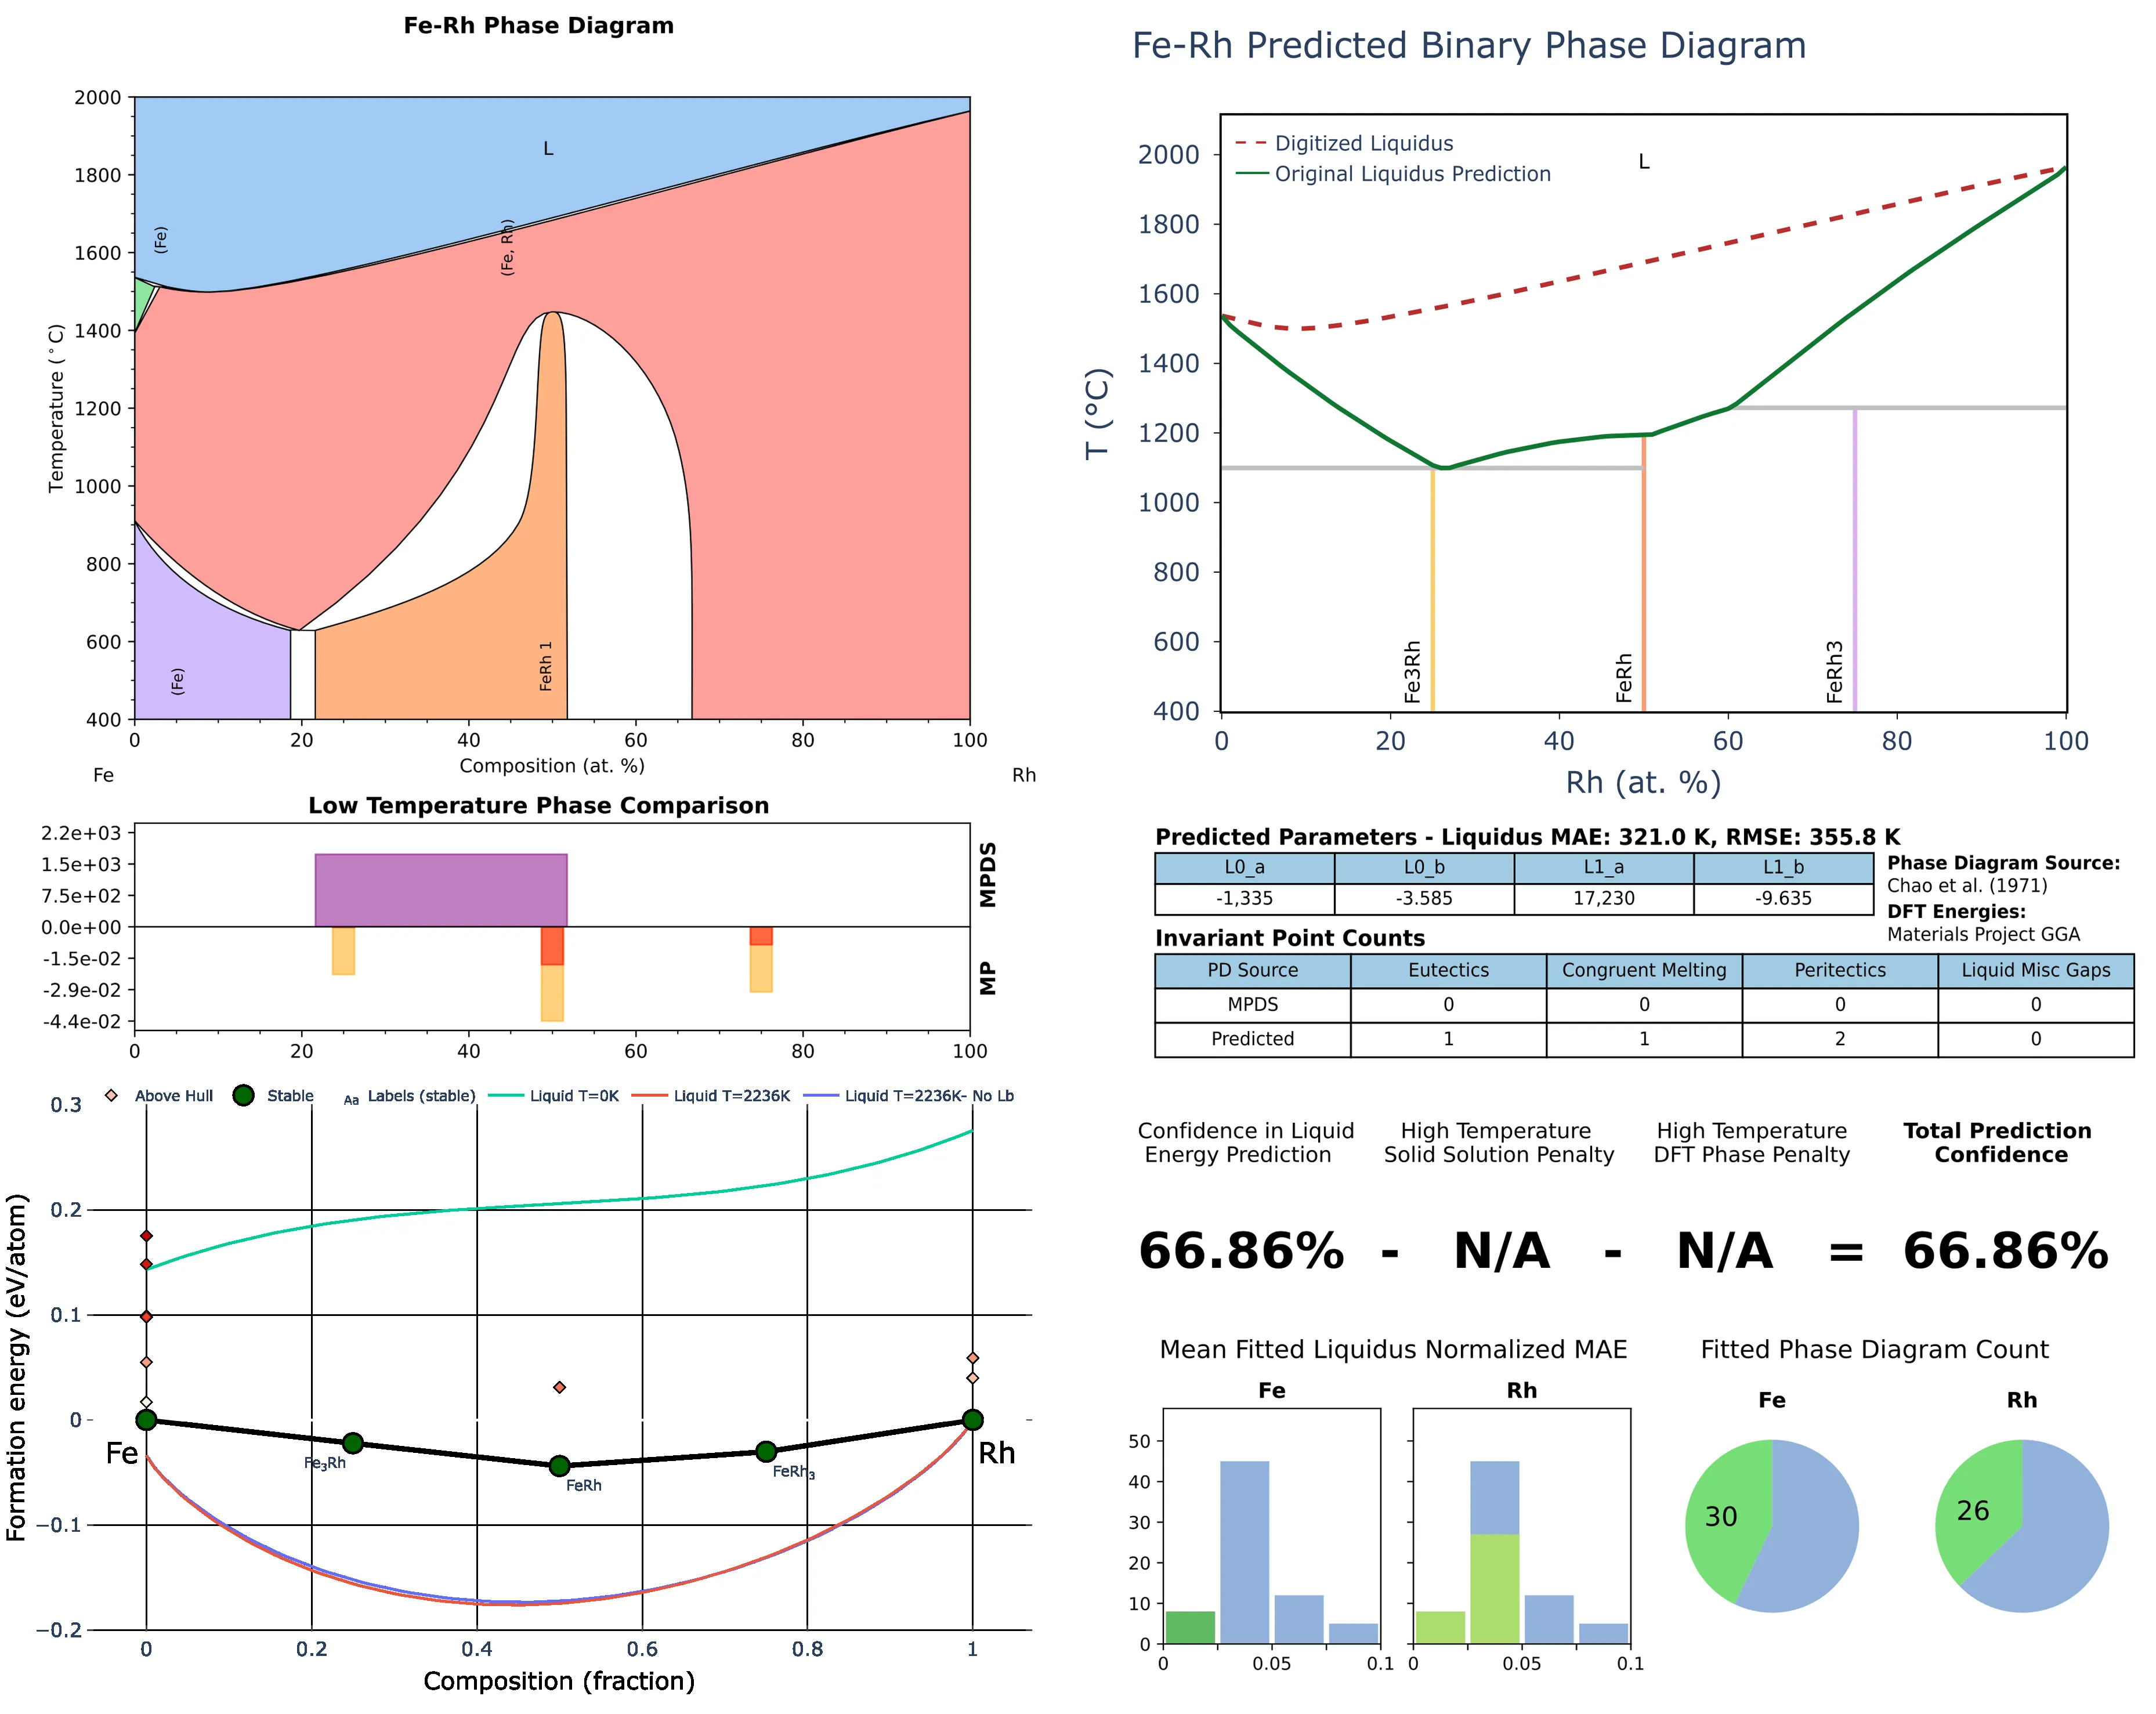 Fe-Rh Phase Diagram
2000
1800
1600
1400
1200
1000
800
600
400
Temperature (°C)
L
(Fe)
(Fe, Rh)
(Fe)
FeRh 1
0 20 40 60 80 100
Composition (at. %)
Fe Rh
Low Temperature Phase Comparison
2.2e+03
1.5e+03
7.5e+02
0.0e+00
-1.5e-02
-2.9e-02
-4.4e-02
MPDS
MP
0 20 40 60 80 100
Above Hull Stable Aa Labels (stable) Liquid T=0K Liquid T=2236K Liquid T=2236K- No Lb
0.3
0.2
0.1
0
−0.1
−0.2
Formation energy (eV/atom)
Fe
Fe3Rh
FeRh
FeRh3
Rh
0 0.2 0.4 0.6 0.8 1
Composition (fraction)
Fe-Rh Predicted Binary Phase Diagram
Digitized Liquidus
Original Liquidus Prediction
L
2000
1800
1600
1400
1200
1000
800
600
400
T (°C)
Fe3Rh
FeRh
FeRh3
0 20 40 60 80 100
Rh (at. %)
Predicted Parameters - Liquidus MAE: 321.0 K, RMSE: 355.8 K
L0_a L0_b L1_a L1_b
-1,335 -3.585 17,230 -9.635
Phase Diagram Source:
Chao et al. (1971)
DFT Energies:
Materials Project GGA
Invariant Point Counts
PD Source Eutectics Congruent Melting Peritectics Liquid Misc Gaps
MPDS 0 0 0 0
Predicted 1 1 2 0
Confidence in Liquid
Energy Prediction
High Temperature
Solid Solution Penalty
High Temperature
DFT Phase Penalty
Total Prediction
Confidence
66.86% - N/A - N/A = 66.86%
Mean Fitted Liquidus Normalized MAE
Fe Rh
50
40
30
20
10
0
0 0.05 0.1
0 0.05 0.1
Fitted Phase Diagram Count
Fe Rh
30 26